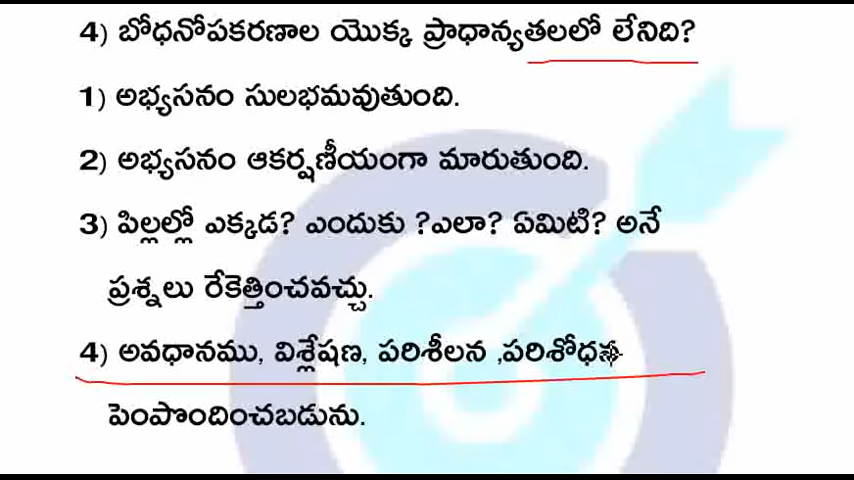 4) బోధనోపకరణాల యొక్క ప్రాధాన్యతలలో లేనిది?
1) అభ్యసనం సులభమవుతుంది.
2) అభ్యసనం ఆకర్షణీయంగా మారుతుంది.
3) పిల్లల్లో ఎక్కడ? ఎందుకు ?ఎలా? ఏమిటి? అనే
ప్రశ్నలు రేకెత్తించవచ్చు.
4) అవధానము, విశ్లేషణ, పరిశీలన ,పరిశోధన
పెంపొందించబడును.